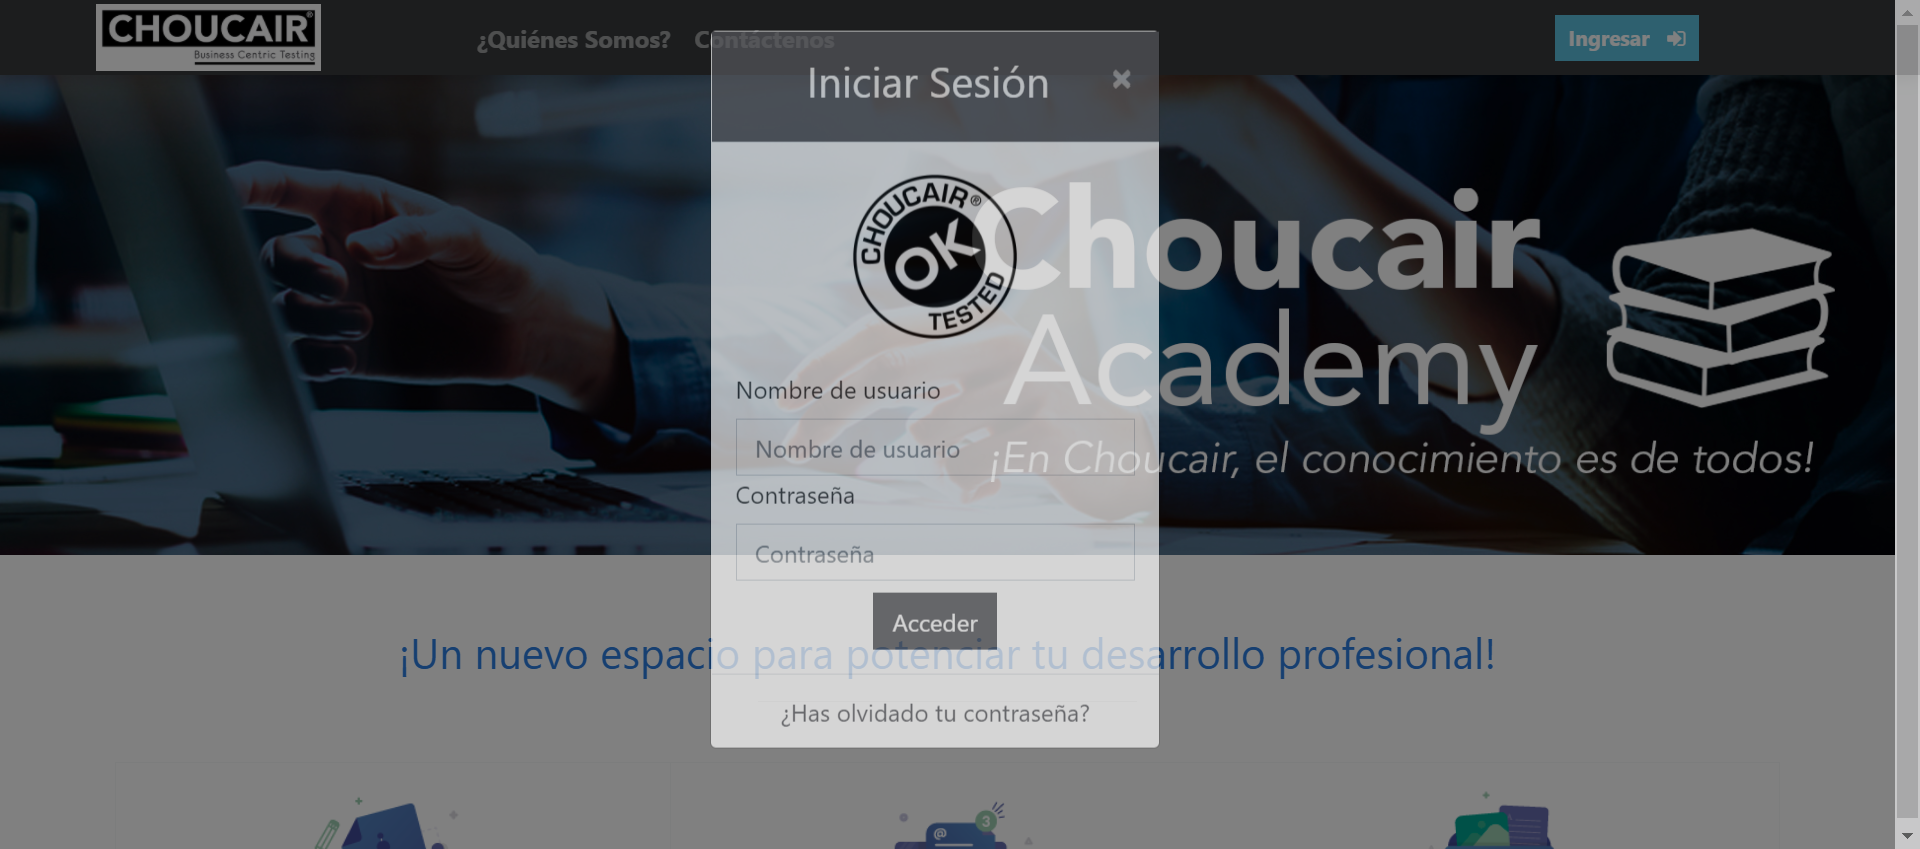 CHOUCAIR®
Business Centric Testing
¿Quiénes Somos?
Contáctenos
Ingresar
Iniciar Sesión
×
CHOUCAIR®
OK
TESTED
Choucair
Academy
¡En Choucair, el conocimiento es de todos!
Nombre de usuario
Nombre de usuario
Contraseña
Contraseña
Acceder
¡Un nuevo espacio para potenciar tu desarrollo profesional!
¿Has olvidado tu contraseña?
@
3